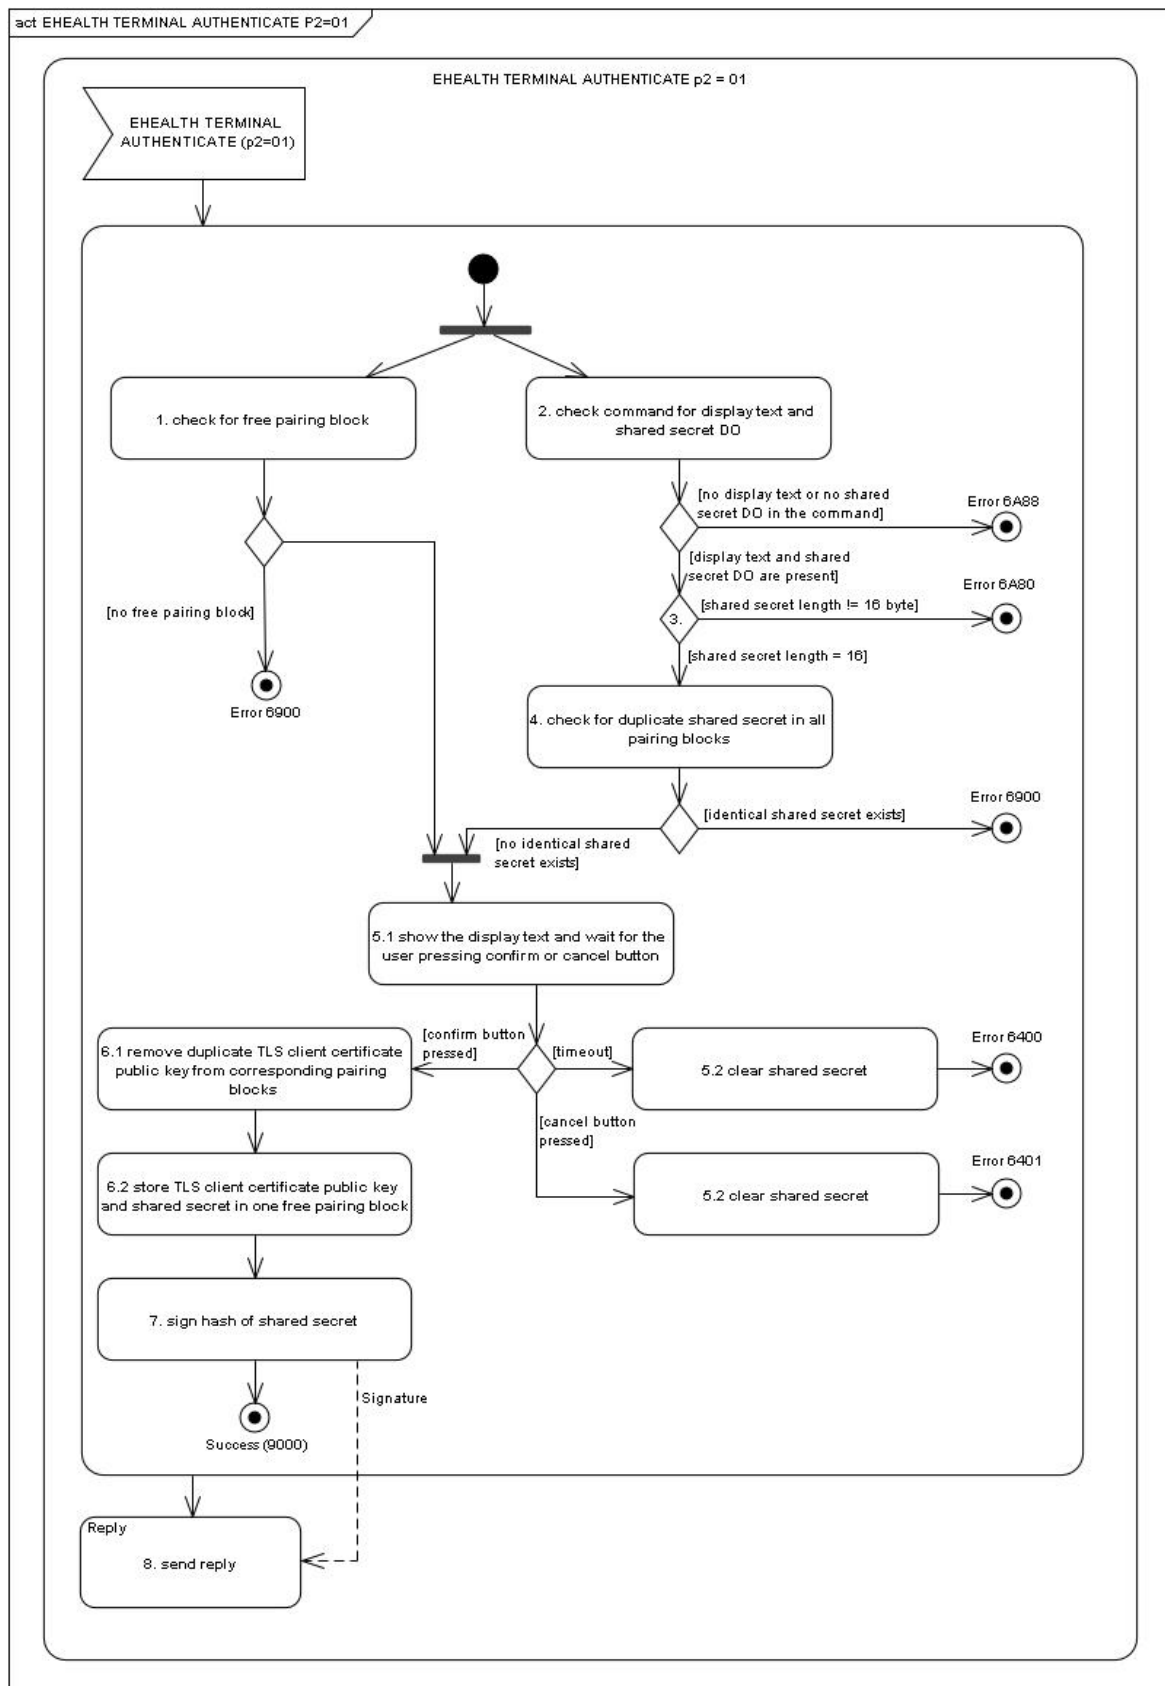 act EHEALTH TERMINAL AUTHENTICATE P2=01
EHEALTH TERMINAL AUTHENTICATE p2 = 01
EHEALTH TERMINAL
AUTHENTICATE (p2=01)
1. check for free pairing block
2. check command for display text and
shared secret DO
[no display text or no shared
secret DO in the command]
Error 6A88
[display text and shared
secret DO are present]
Error 6A80
[no free pairing block]
3.
[shared secret length != 16 byte]
[shared secret length = 16]
Error 6900
4. check for duplicate shared secret in all
pairing blocks
Error 6900
[identical shared secret exists]
[no identical shared
secret exists]
5.1 show the display text and wait for the
user pressing confirm or cancel button
[confirm button
pressed]
[timeout]
Error 6400
6.1 remove duplicate TLS client certificate
public key from corresponding pairing
blocks
5.2 clear shared secret
[cancel button
pressed]
Error 6401
6.2 store TLS client certificate public key
and shared secret in one free pairing block
5.2 clear shared secret
7. sign hash of shared secret
Signature
Success (9000)
Reply
8. send reply